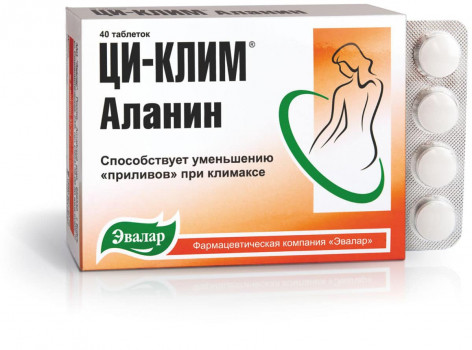 40 таблеток
ЦИ-КЛИМ®
Аланин
Способствует уменьшению
«приливов» при климаксе
Эвалар
Фармацевтическая компания «Эвалар»